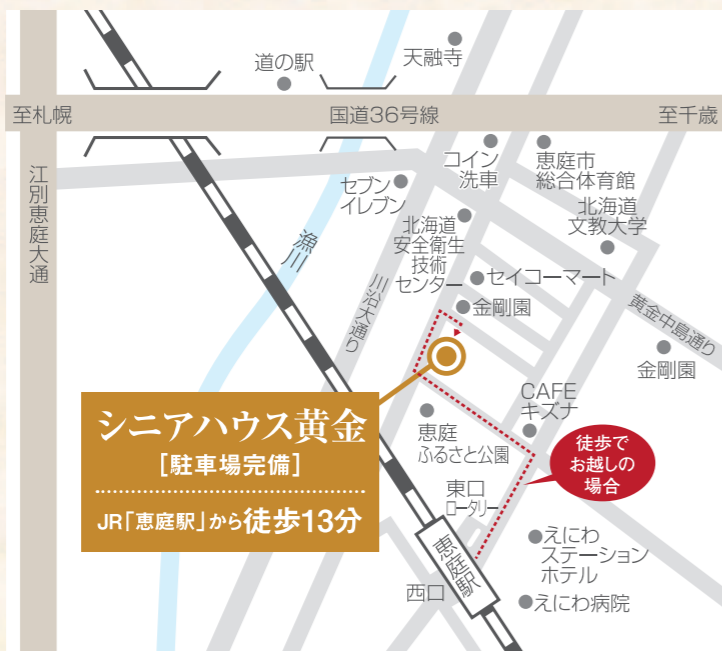 道の駅
天融寺
至札幌
国道36号線
至千歳
江別恵庭大通
セブン
イレブン
コイン
洗車
恵庭市
総合体育館
北海道
文教大学
漁川
川沿大通り
北海道
安全衛生
技術
センター
セイコーマート
金剛園
黄金中島通り
金剛園
シニアハウス黄金
[駐車場完備]
JR「恵庭駅」から徒歩13分
CAFE
キズナ
恵庭
ふるさと公園
徒歩で
お越しの
場合
東口
ロータリー
恵庭駅
西口
えにわ
ステーション
ホテル
えにわ病院